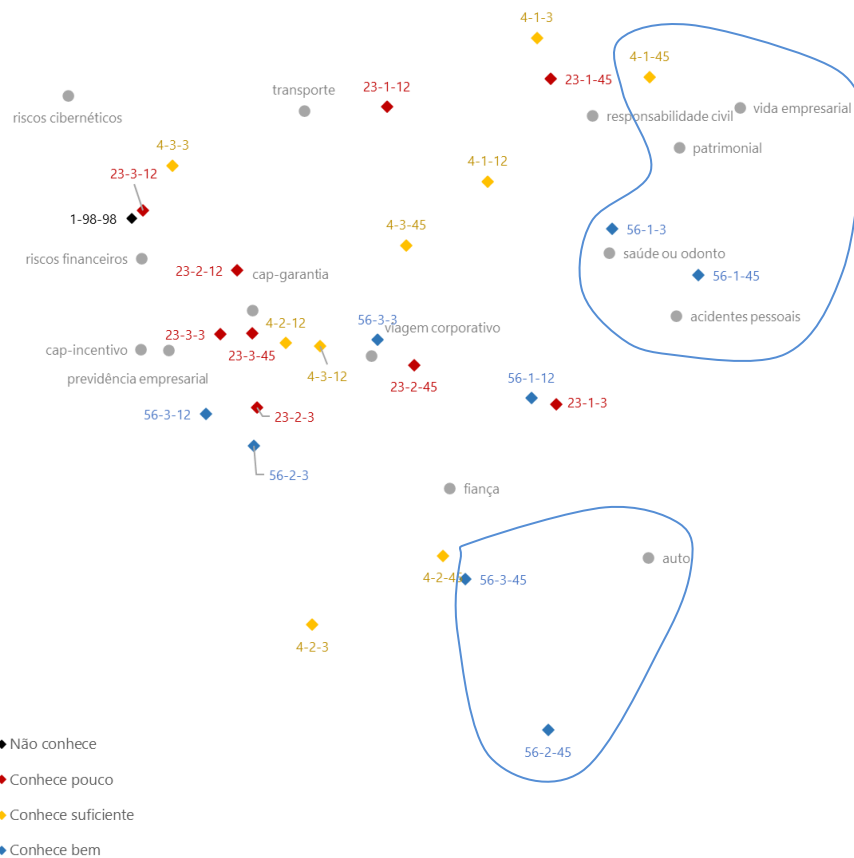 4-1-3
4-1-45
23-1-45
transporte
23-1-12
riscos cibernéticos
responsabilidade civil
vida empresarial
4-3-3
patrimonial
23-3-12
4-1-12
1-98-98
4-3-45
56-1-3
riscos financeiros
23-2-12
cap-garantia
saúde ou odonto
56-1-45
4-2-12
56-3-3
viagem corporativo
acidentes pessoais
23-3-3
cap-incentivo
23-3-45
4-3-12
previdência empresarial
23-2-45
56-1-12
23-1-3
56-3-12
23-2-3
56-2-3
fiança
auto
4-2-45
56-3-45
4-2-3
56-2-45
Não conhece
Conhece pouco
Conhece suficiente
Conhece bem